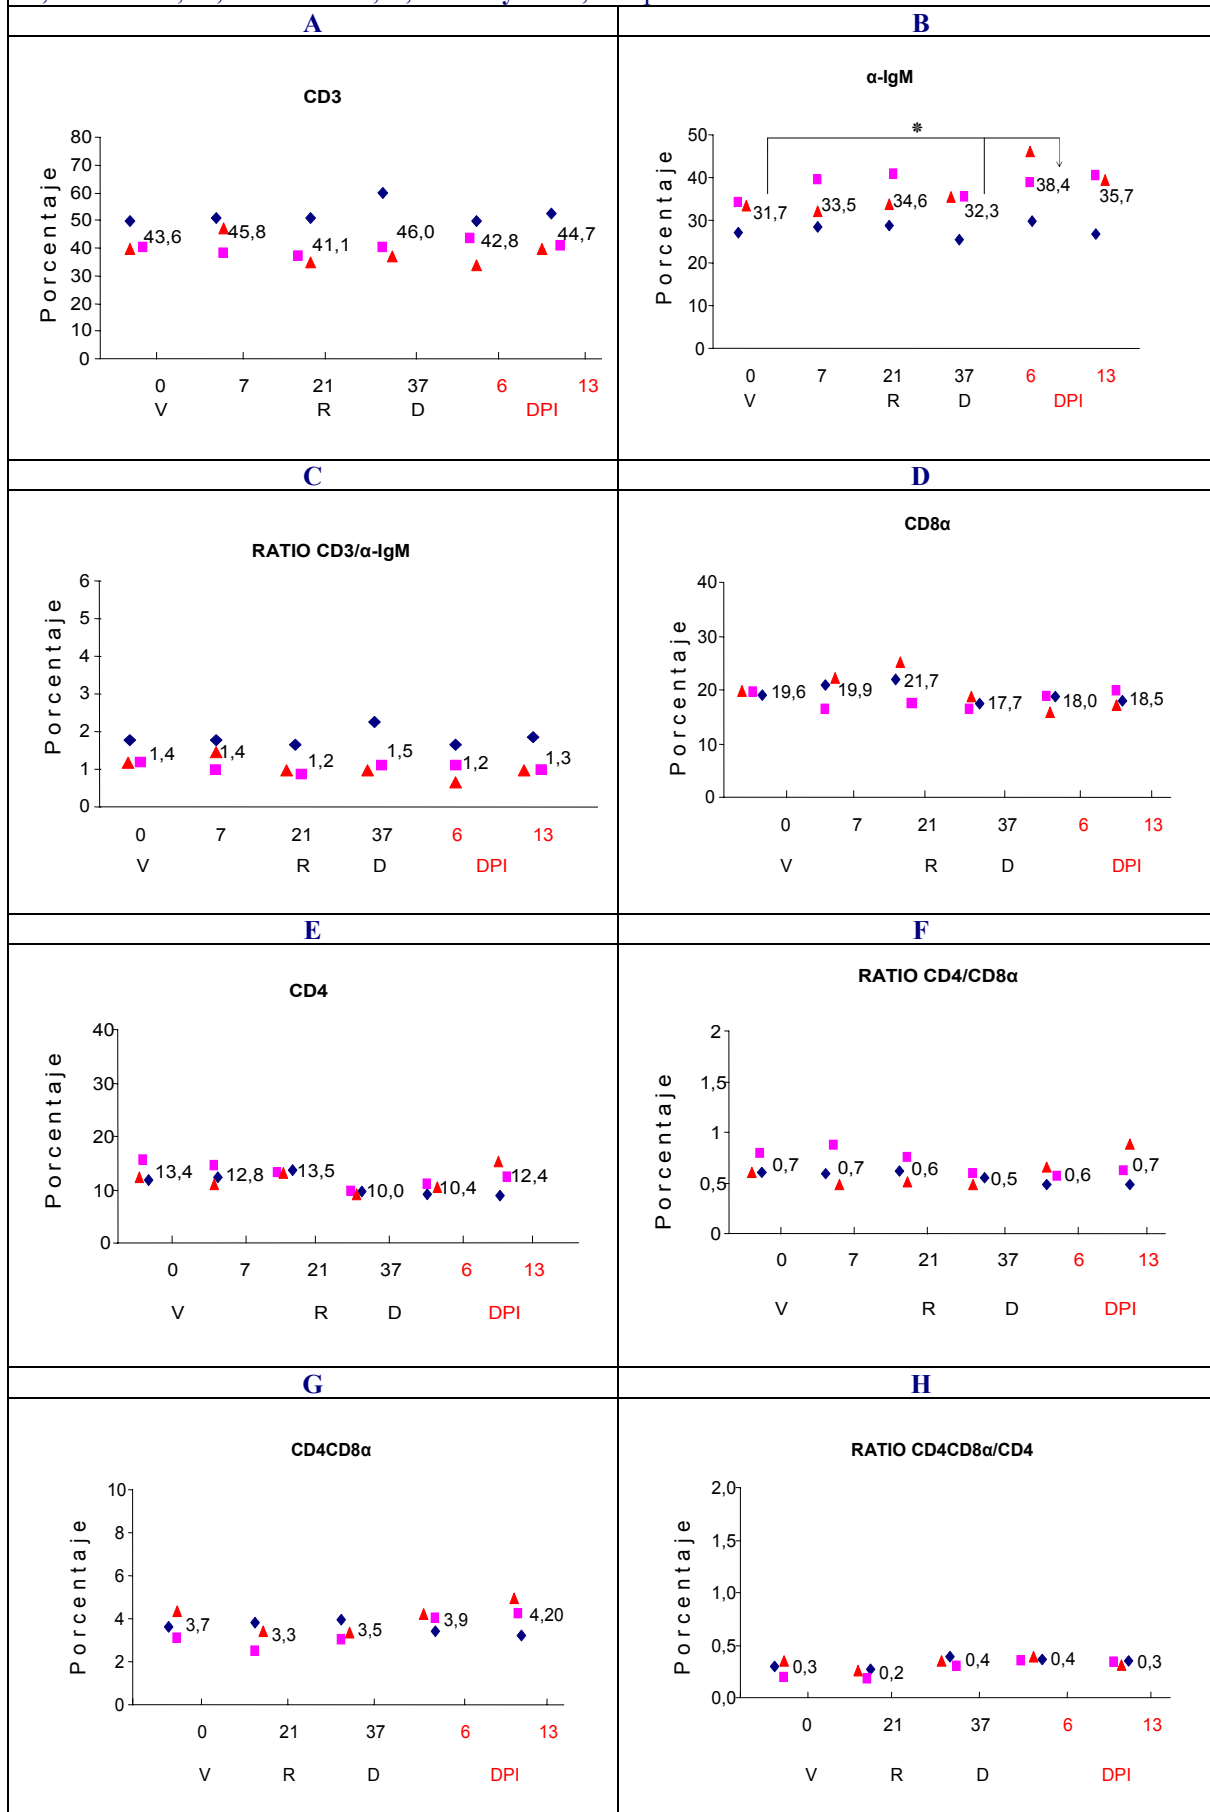 A B
CD3
Porcentaje
80
70
60
50
40
30
20
10
0
43,6 45,8 41,1 46,0 42,8 44,7
0 7 21 37 6 13
V R D DPI
α-IgM
*
Porcentaje
50
40
30
20
10
0
31,7 33,5 34,6 32,3 38,4 35,7
0 7 21 37 6 13
V R D DPI
C D
RATIO CD3/α-IgM
Porcentaje
6
5
4
3
2
1
0
1,4 1,4 1,2 1,5 1,2 1,3
0 7 21 37 6 13
V R D DPI
CD8α
Porcentaje
40
30
20
10
0
19,6 19,9 21,7 17,7 18,0 18,5
0 7 21 37 6 13
V R D DPI
E F
CD4
Porcentaje
40
30
20
10
0
13,4 12,8 13,5 10,0 10,4 12,4
0 7 21 37 6 13
V R D DPI
RATIO CD4/CD8α
Porcentaje
2
1,5
1
0,5
0
0,7 0,7 0,6 0,5 0,6 0,7
0 7 21 37 6 13
V R D DPI
G H
CD4CD8α
Porcentaje
10
8
6
4
2
0
3,7 3,3 3,5 3,9 4,20
0 21 37 6 13
V R D DPI
RATIO CD4CD8α/CD4
Porcentaje
2,0
1,5
1,0
0,5
0,0
0,3 0,2 0,4 0,4 0,3
0 21 37 6 13
V R D DPI